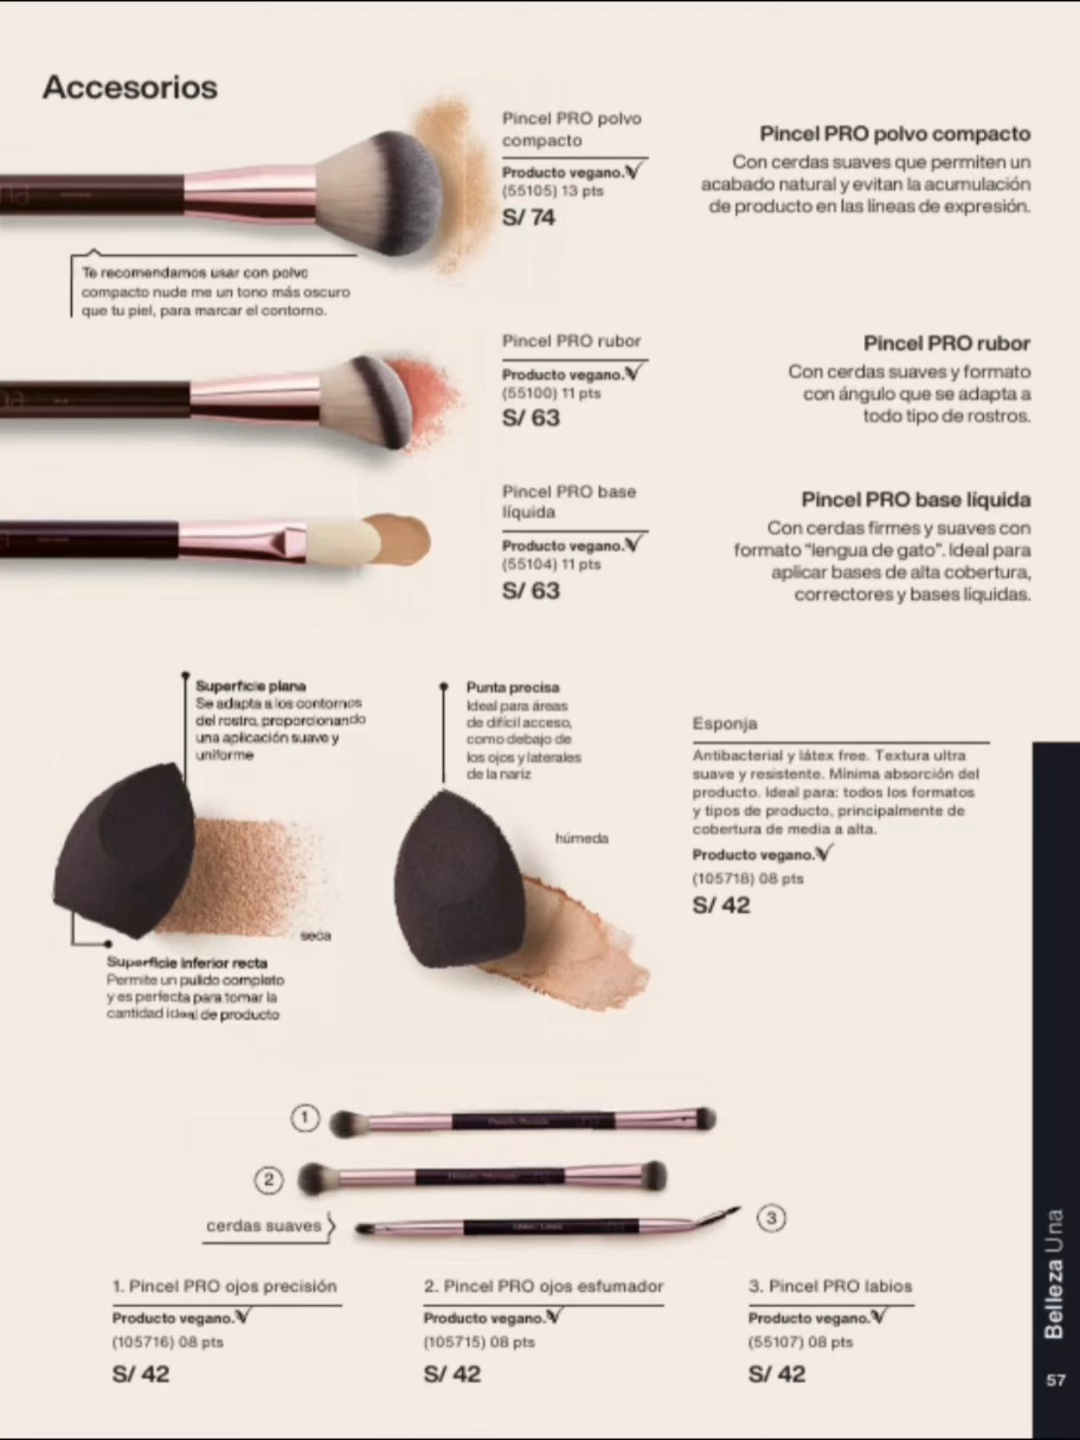 Accesorios
Pincel PRO polvo
compacto
Producto vegano.
(55105) 13 pts
S/ 74
Pincel PRO polvo compacto
Con cerdas suaves que permiten un
acabado natural y evitan la acumulación
de producto en las líneas de expresión.
Te recomendamos usar con polvo
compacto nude me un tono más oscuro
que tu piel, para marcar el contorno.
Pincel PRO rubor
Producto vegano.
(55100) 11 pts
S/ 63
Pincel PRO rubor
Con cerdas suaves y formato
con ángulo que se adapta a
todo tipo de rostros.
Pincel PRO base
líquida
Producto vegano.
(55104) 11 pts
S/ 63
Pincel PRO base líquida
Con cerdas firmes y suaves con
formato "lengua de gato". Ideal para
aplicar bases de alta cobertura,
correctores y bases líquidas.
Superficie plana
Se adapta a los contornos
del rostro, proporcionando
una aplicación suave y
uniforme
Punta precisa
Ideal para áreas
de difícil acceso,
como debajo de
los ojos y laterales
de la nariz
húmeda
seca
Superficie inferior recta
Permite un pulido completo
y es perfecta para tomar la
cantidad ideal de producto
Esponja
Antibacterial y látex free. Textura ultra
suave y resistente. Mínima absorción del
producto. Ideal para: todos los formatos
y tipos de producto, principalmente de
cobertura de media a alta.
Producto vegano.
(105718) 08 pts
S/ 42
1
2
cerdas suaves
3
1. Pincel PRO ojos precisión
Producto vegano.
(105716) 08 pts
S/ 42
2. Pincel PRO ojos esfumador
Producto vegano.
(105715) 08 pts
S/ 42
3. Pincel PRO labios
Producto vegano.
(55107) 08 pts
S/ 42
Belleza Una
57